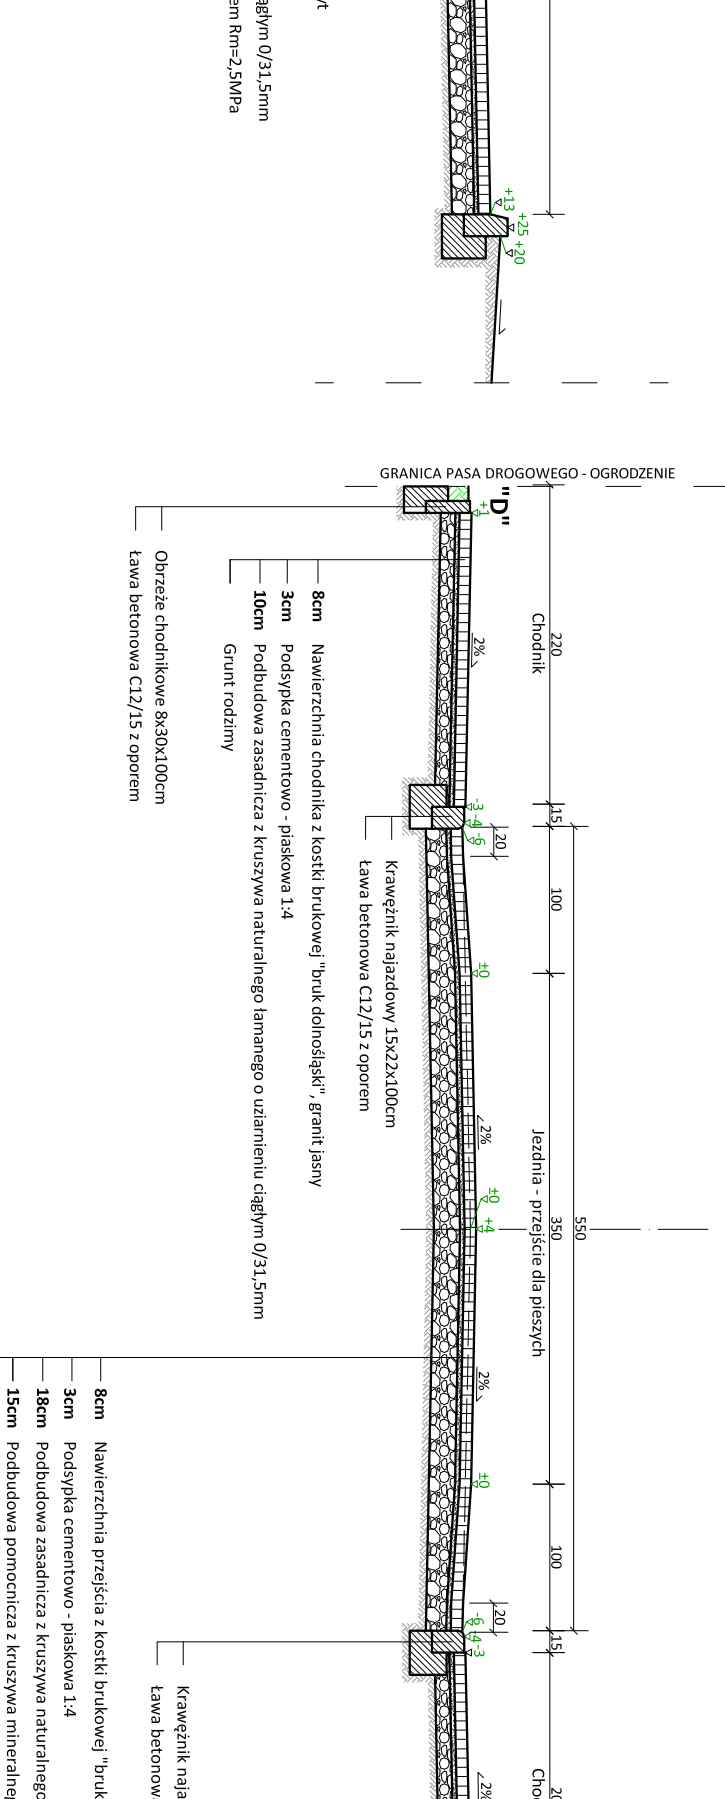 yt
ągłym 0/31,5mm
em Rm=2,5MPa
+13
+25
+20
GRANICA PASA DROGOWEGO - OGRODZENIE
"D"
+1
220
Chodnik
2%
-3
-4
-6
15
20
100
±0
2%
550
350
Jezdnia - przejście dla pieszych
±0
+4
2%
±0
100
20
-6
-4
-3
15
2%
Obrzeże chodnikowe 8x30x100cm
Ława betonowa C12/15 z oporem
8cm Nawierzchnia chodnika z kostki brukowej "bruk dolnośląski", granit jasny
3cm Podsypka cementowo - piaskowa 1:4
10cm Podbudowa zasadnicza z kruszywa naturalnego łamanego o uziarnieniu ciągłym 0/31,5mm
Grunt rodzimy
Krawężnik najazdowy 15x22x100cm
Ława betonowa C12/15 z oporem
8cm Nawierzchnia przejścia z kostki brukowej "bruk
3cm Podsypka cementowo - piaskowa 1:4
18cm Podbudowa zasadnicza z kruszywa naturalnego
15cm Podbudowa pomocnicza z kruszywa mineralneg
Krawężnik naja
Ława betonow
20
Cho